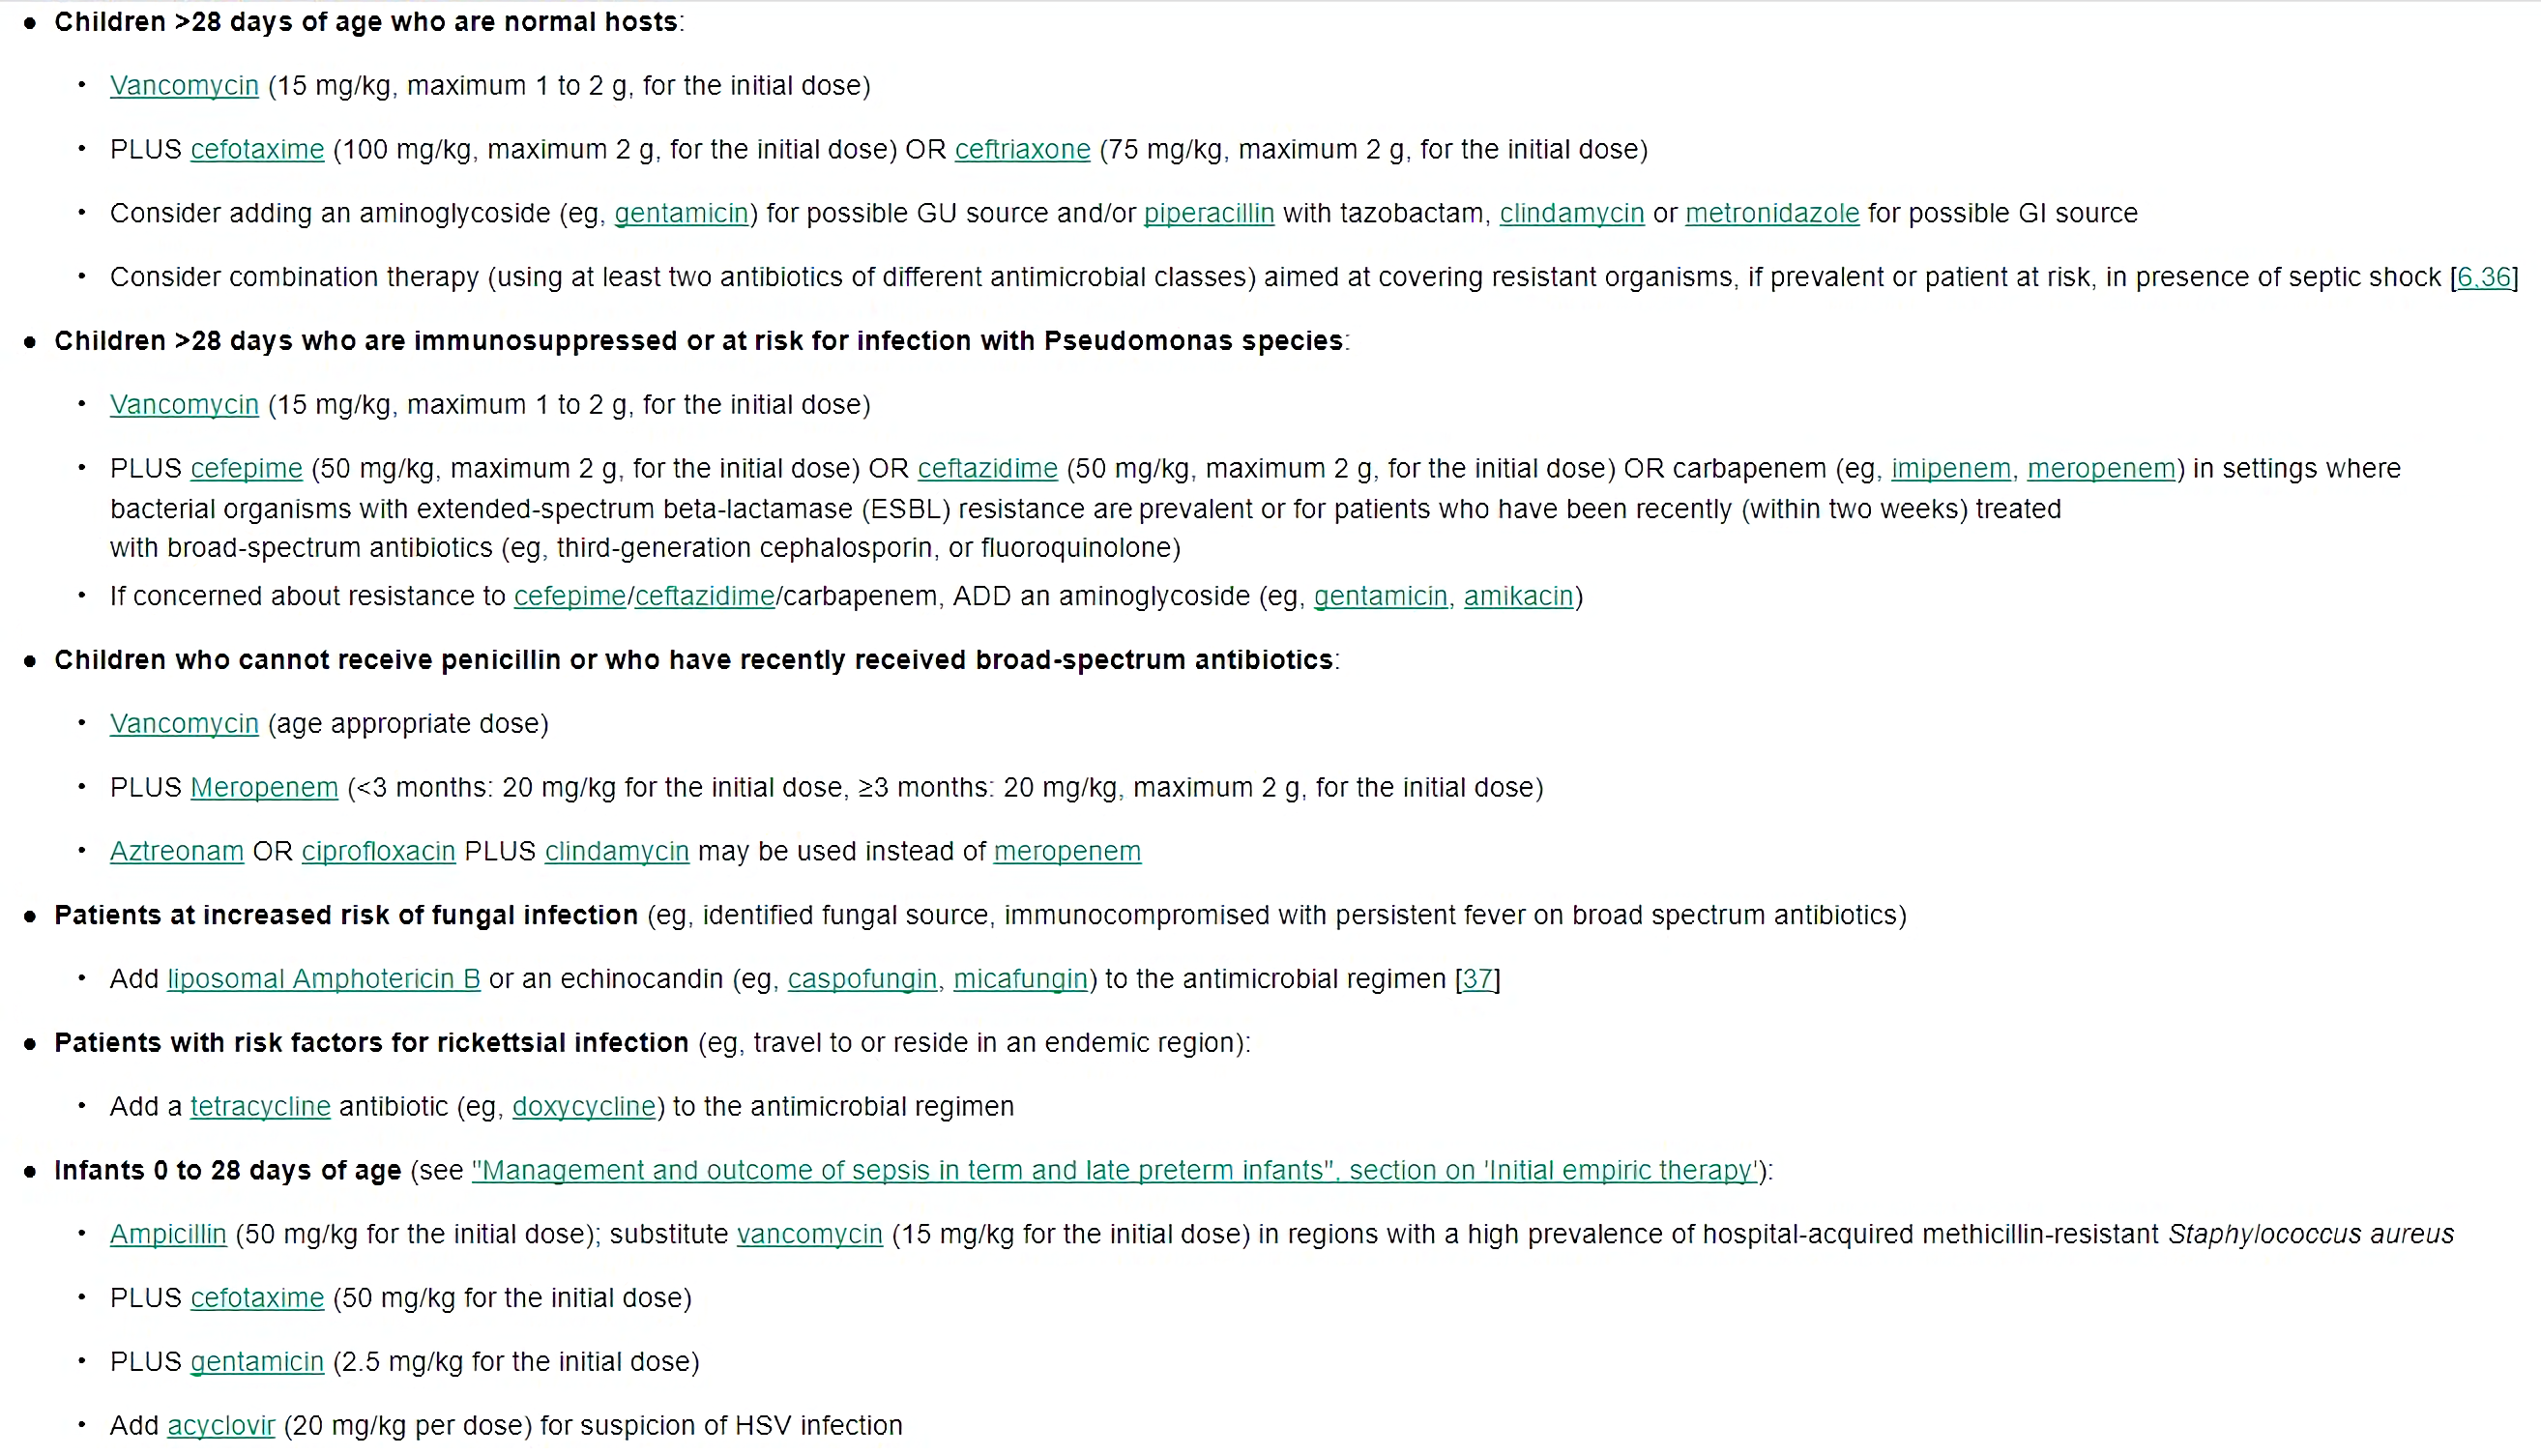 • Children >28 days of age who are normal hosts:
• Vancomycin (15 mg/kg, maximum 1 to 2 g, for the initial dose)
• PLUS cefotaxime (100 mg/kg, maximum 2 g, for the initial dose) OR ceftriaxone (75 mg/kg, maximum 2 g, for the initial dose)
• Consider adding an aminoglycoside (eg, gentamicin) for possible GU source and/or piperacillin with tazobactam, clindamycin or metronidazole for possible GI source
• Consider combination therapy (using at least two antibiotics of different antimicrobial classes) aimed at covering resistant organisms, if prevalent or patient at risk, in presence of septic shock [6,36]
• Children >28 days who are immunosuppressed or at risk for infection with Pseudomonas species:
• Vancomycin (15 mg/kg, maximum 1 to 2 g, for the initial dose)
• PLUS cefepime (50 mg/kg, maximum 2 g, for the initial dose) OR ceftazidime (50 mg/kg, maximum 2 g, for the initial dose) OR carbapenem (eg, imipenem, meropenem) in settings where
bacterial organisms with extended-spectrum beta-lactamase (ESBL) resistance are prevalent or for patients who have been recently (within two weeks) treated
with broad-spectrum antibiotics (eg, third-generation cephalosporin, or fluoroquinolone)
• If concerned about resistance to cefepime/ceftazidime/carbapenem, ADD an aminoglycoside (eg, gentamicin, amikacin)
• Children who cannot receive penicillin or who have recently received broad-spectrum antibiotics:
• Vancomycin (age appropriate dose)
• PLUS Meropenem (<3 months: 20 mg/kg for the initial dose, ≥3 months: 20 mg/kg, maximum 2 g, for the initial dose)
• Aztreonam OR ciprofloxacin PLUS clindamycin may be used instead of meropenem
• Patients at increased risk of fungal infection (eg, identified fungal source, immunocompromised with persistent fever on broad spectrum antibiotics)
• Add liposomal Amphotericin B or an echinocandin (eg, caspofungin, micafungin) to the antimicrobial regimen [37]
• Patients with risk factors for rickettsial infection (eg, travel to or reside in an endemic region):
• Add a tetracycline antibiotic (eg, doxycycline) to the antimicrobial regimen
• Infants 0 to 28 days of age (see "Management and outcome of sepsis in term and late preterm infants", section on 'Initial empiric therapy'):
• Ampicillin (50 mg/kg for the initial dose); substitute vancomycin (15 mg/kg for the initial dose) in regions with a high prevalence of hospital-acquired methicillin-resistant Staphylococcus aureus
• PLUS cefotaxime (50 mg/kg for the initial dose)
• PLUS gentamicin (2.5 mg/kg for the initial dose)
• Add acyclovir (20 mg/kg per dose) for suspicion of HSV infection